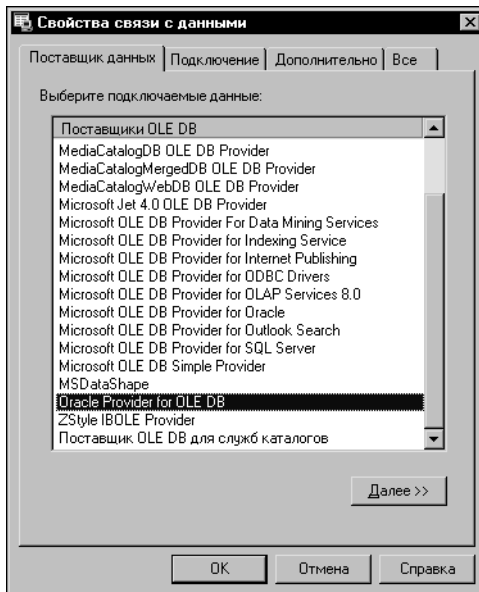 Свойства связи с данными
Поставщик данных Подключение Дополнительно Все
Выберите подключаемые данные:
Поставщики OLE DB
MediaCatalogDB OLE DB Provider
MediaCatalogMergedDB OLE DB Provider
MediaCatalogWebDB OLE DB Provider
Microsoft Jet 4.0 OLE DB Provider
Microsoft OLE DB Provider For Data Mining Services
Microsoft OLE DB Provider for Indexing Service
Microsoft OLE DB Provider for Internet Publishing
Microsoft OLE DB Provider for ODBC Drivers
Microsoft OLE DB Provider for OLAP Services 8.0
Microsoft OLE DB Provider for Oracle
Microsoft OLE DB Provider for Outlook Search
Microsoft OLE DB Provider for SQL Server
Microsoft OLE DB Simple Provider
MSDataShape
Oracle Provider for OLE DB
ZStyle IBOLE Provider
Поставщик OLE DB для служб каталогов
Далее >>
OK Отмена Справка